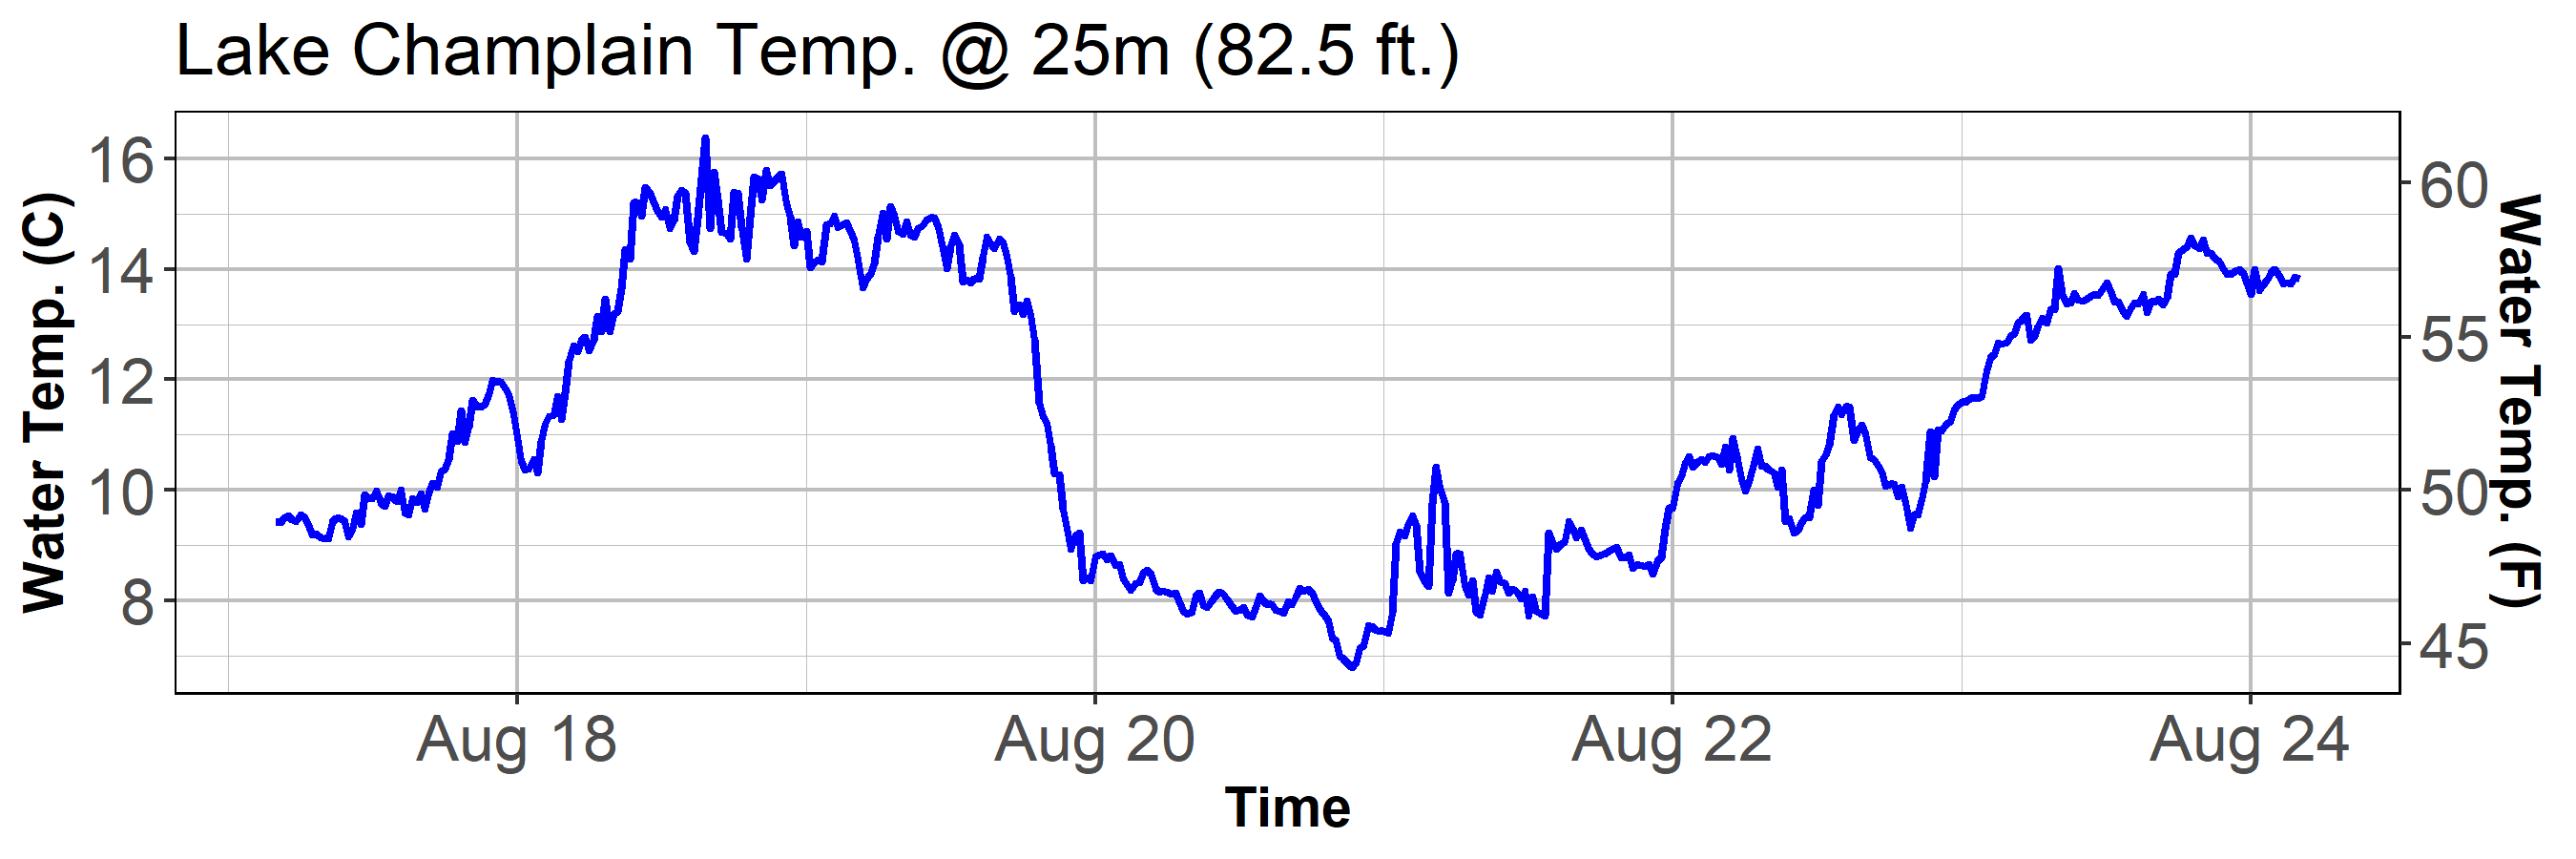 Lake Champlain Temp. @ 25m (82.5 ft.)
Water Temp. (C)
16
14
12
10
8
60
55
50
45
Water Temp. (F)
Aug 18 Aug 20 Aug 22 Aug 24
Time